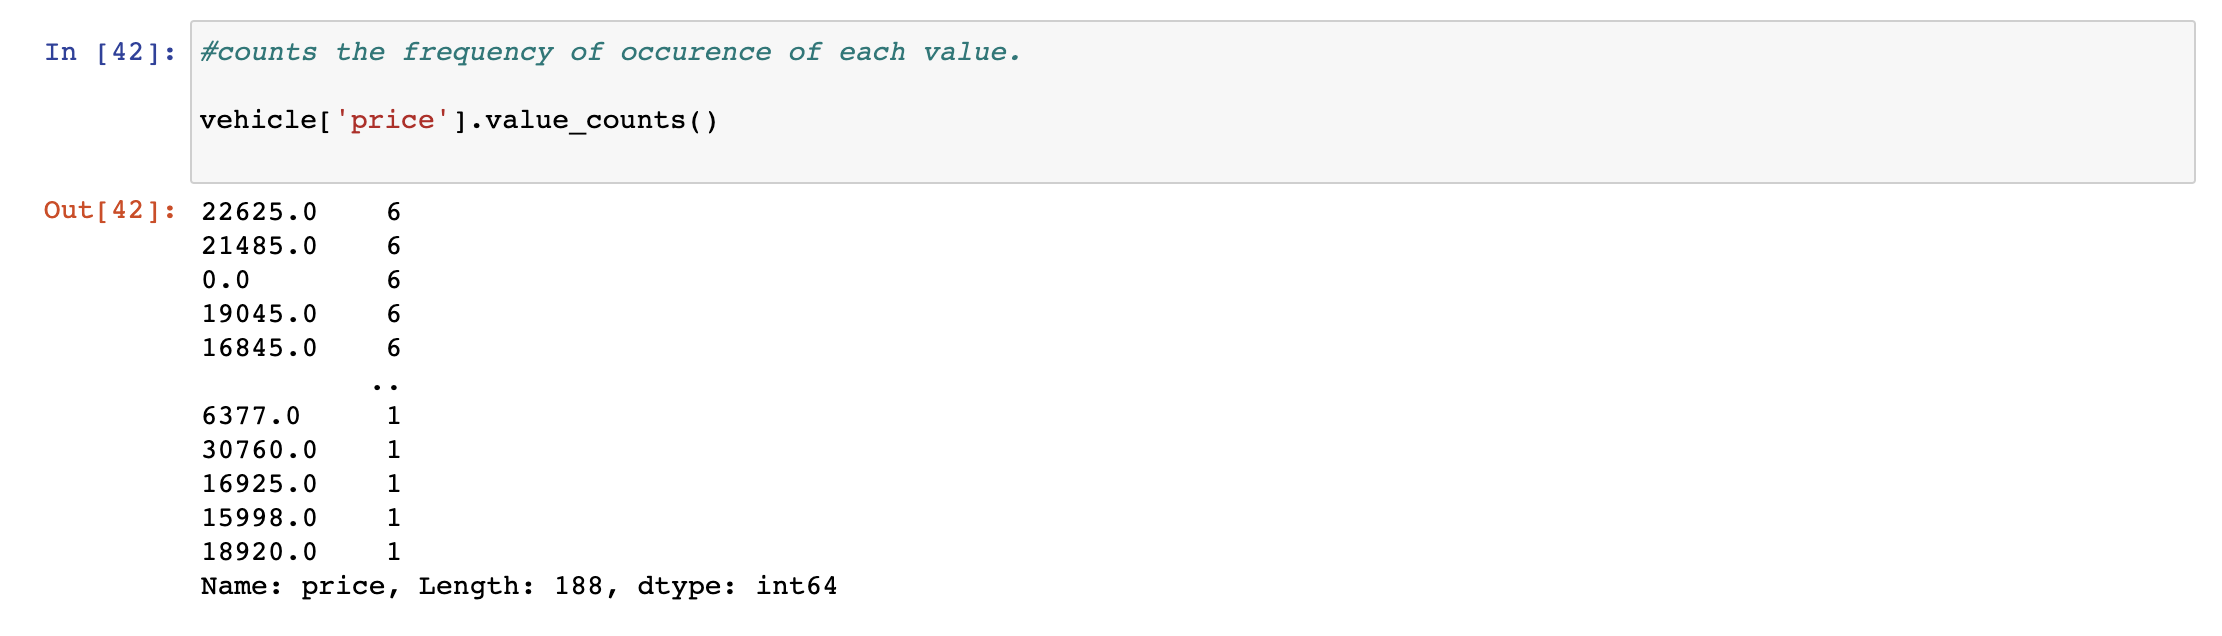 In [42]: #counts the frequency of occurence of each value.
vehicle['price'].value_counts()
Out[42]: 22625.0    6
21485.0    6
0.0        6
19045.0    6
16845.0    6
..
6377.0     1
30760.0    1
16925.0    1
15998.0    1
18920.0    1
Name: price, Length: 188, dtype: int64